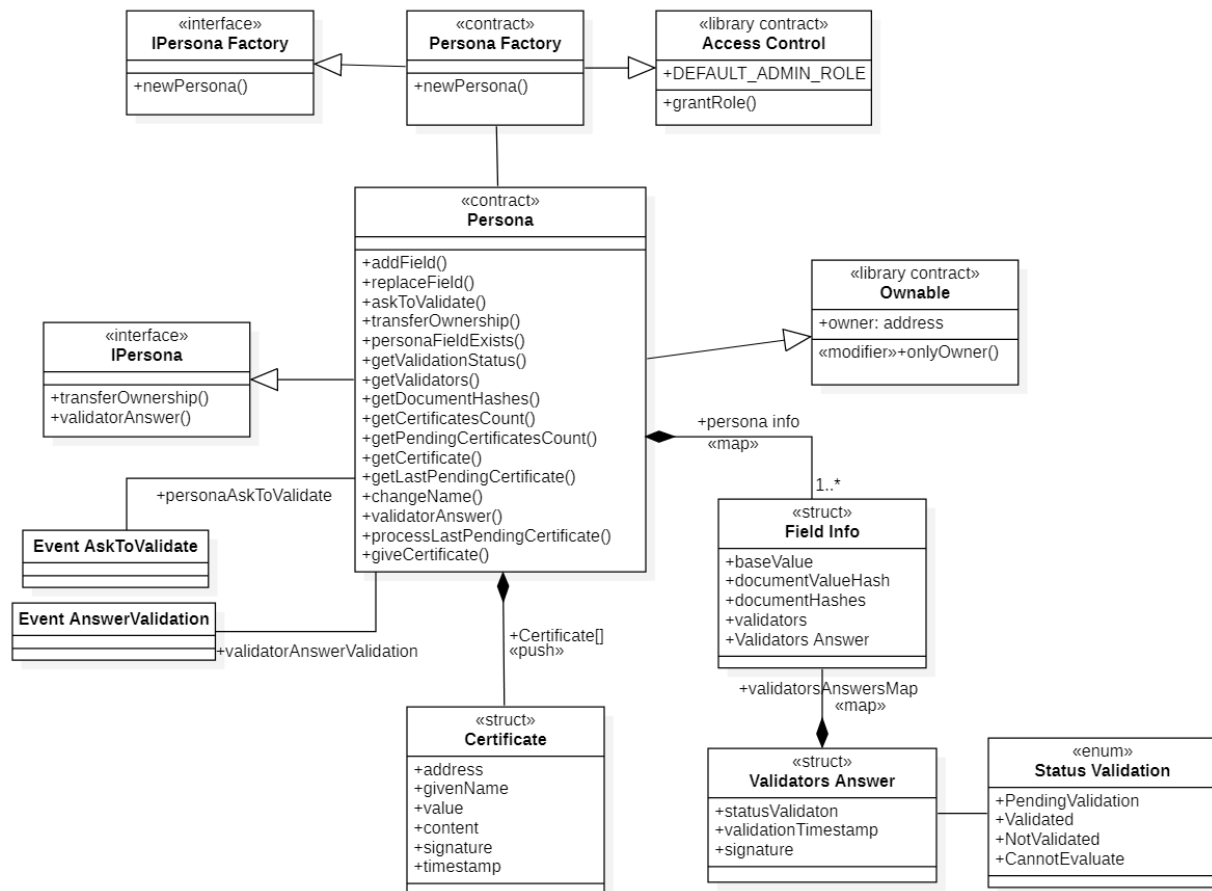 «interface»
IPersona Factory
+newPersona()
«contract»
Persona Factory
+newPersona()
«library contract»
Access Control
+DEFAULT_ADMIN_ROLE
+grantRole()
«contract»
Persona
+addField()
+replaceField()
+askToValidate()
+transferOwnership()
+personaFieldExists()
+getValidationStatus()
+getValidators()
+getDocumentHashes()
+getCertificatesCount()
+getPendingCertificatesCount()
+getCertificate()
+getLastPendingCertificate()
+changeName()
+validatorAnswer()
+processLastPendingCertificate()
+giveCertificate()
«library contract»
Ownable
+owner: address
«modifier»+onlyOwner()
«interface»
IPersona
+transferOwnership()
+validatorAnswer()
+persona info
«map»
1..*
+personaAskToValidate
Event AskToValidate
Event AnswerValidation
+validatorAnswerValidation
+Certificate[]
«push»
«struct»
Field Info
+baseValue
+documentValueHash
+documentHashes
+validators
+Validators Answer
+validatorsAnswersMap
«map»
«struct»
Certificate
+address
+givenName
+value
+content
+signature
+timestamp
«struct»
Validators Answer
+statusValidaton
+validationTimestamp
+signature
«enum»
Status Validation
+PendingValidation
+Validated
+NotValidated
+CannotEvaluate